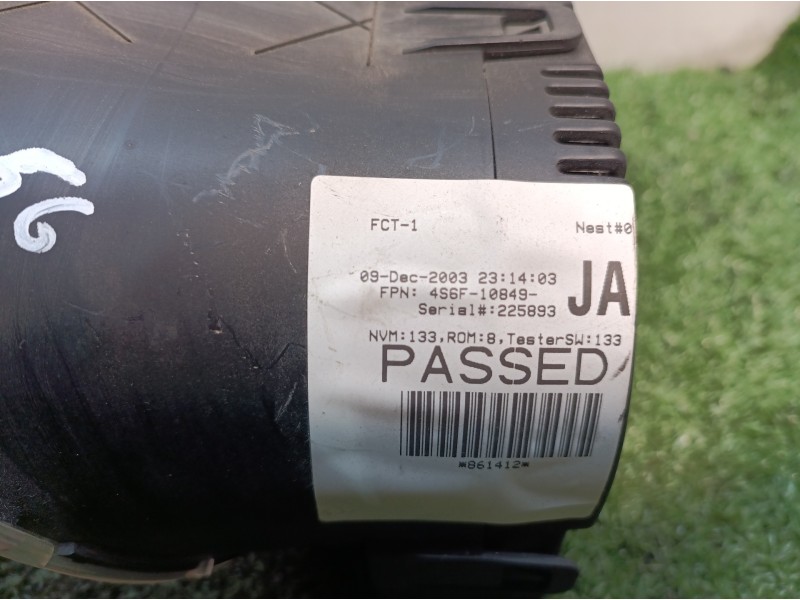 FCT-1 Nest#0
09-Dec-2003 23:14:03
FPN: 4S6F-10849- JA
Serial#:225893
NVM:133,ROM:8,TesterSW:133
PASSED
*861412*